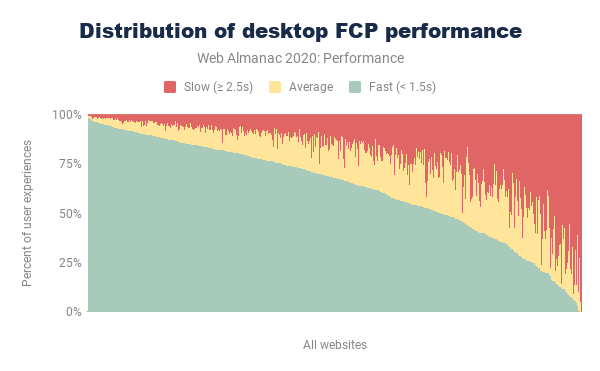 Distribution of desktop FCP performance
Web Almanac 2020: Performance
Slow (≥ 2.5s) Average Fast (< 1.5s)
100%
75%
50%
25%
0%
Percent of user experiences
All websites